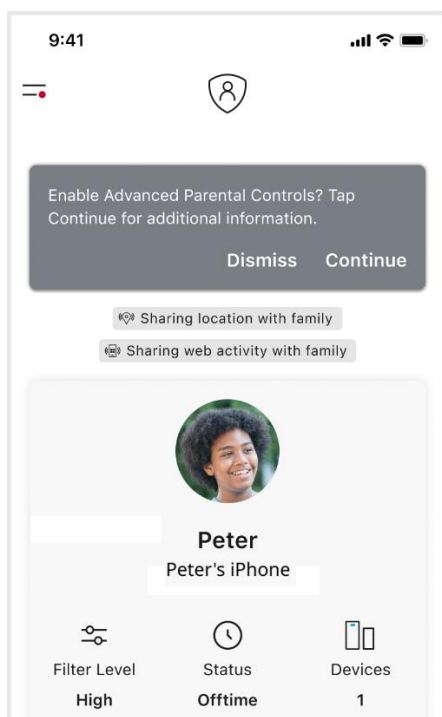 9:41
Enable Advanced Parental Controls? Tap
Continue for additional information.
Dismiss Continue
Sharing location with family
Sharing web activity with family
Peter
Peter's iPhone
Filter Level Status Devices
High Offtime 1